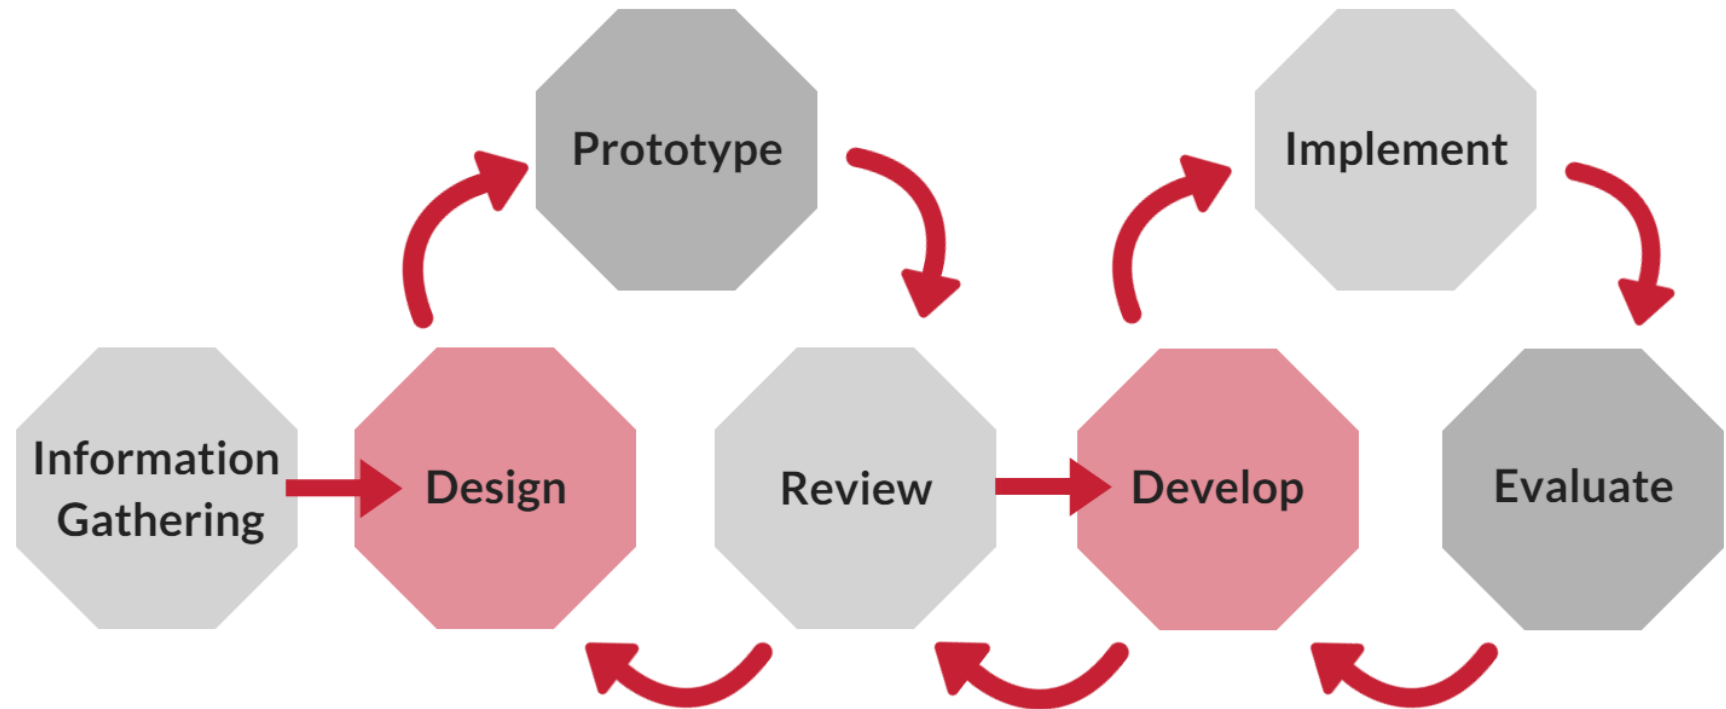 Prototype
Implement
Information
Gathering
Design
Review
Develop
Evaluate